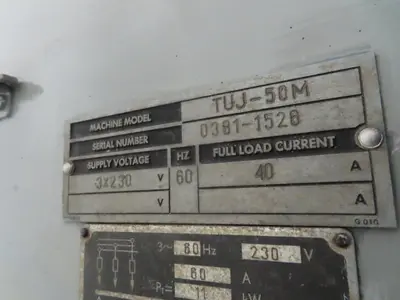 MACHINE MODEL TUJ-50M
SERIAL NUMBER 0381-1528
SUPPLY VOLTAGE HZ FULL LOAD CURRENT
3x230 V 60 40 A
V A
3~ 60 Hz 230 V
60 A
11 kW